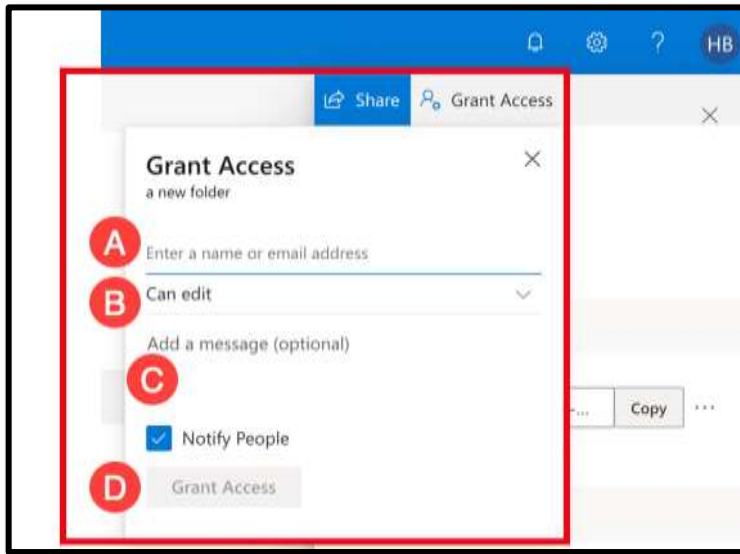 ?
HB
Share
Grant Access
Grant Access
a new folder
A
Enter a name or email address
B
Can edit
Add a message (optional)
C
-...
Copy
...
Notify People
D
Grant Access